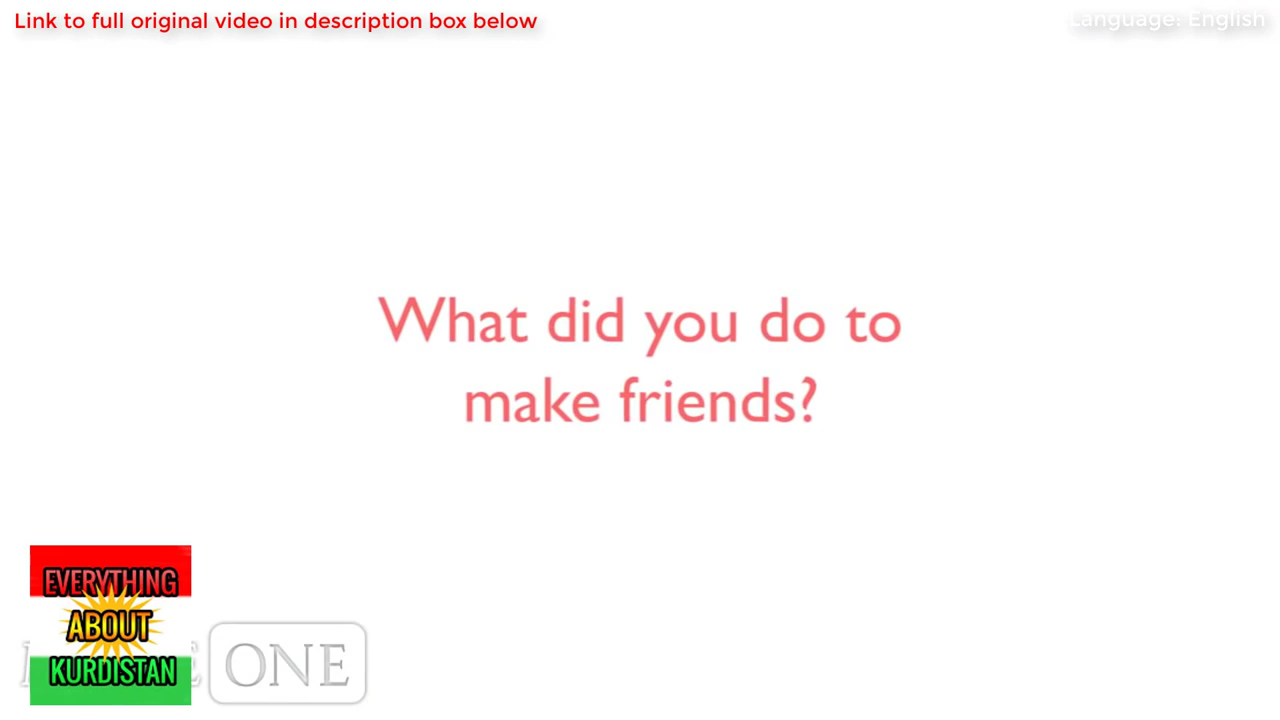 Link to full original video in description box below
Language: English
What did you do to
make friends?
EVERYTHING
ABOUT
KURDISTAN
ONE